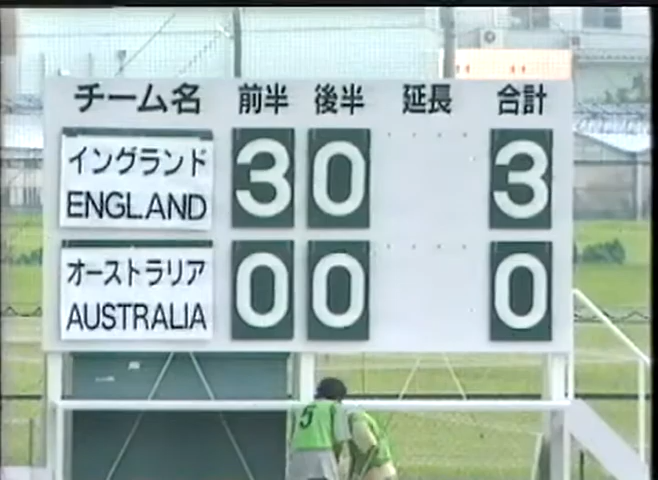 チーム名 前半 後半 延長 合計
イングランド
ENGLAND 3 0 3
オーストラリア
AUSTRALIA 0 0 0
5